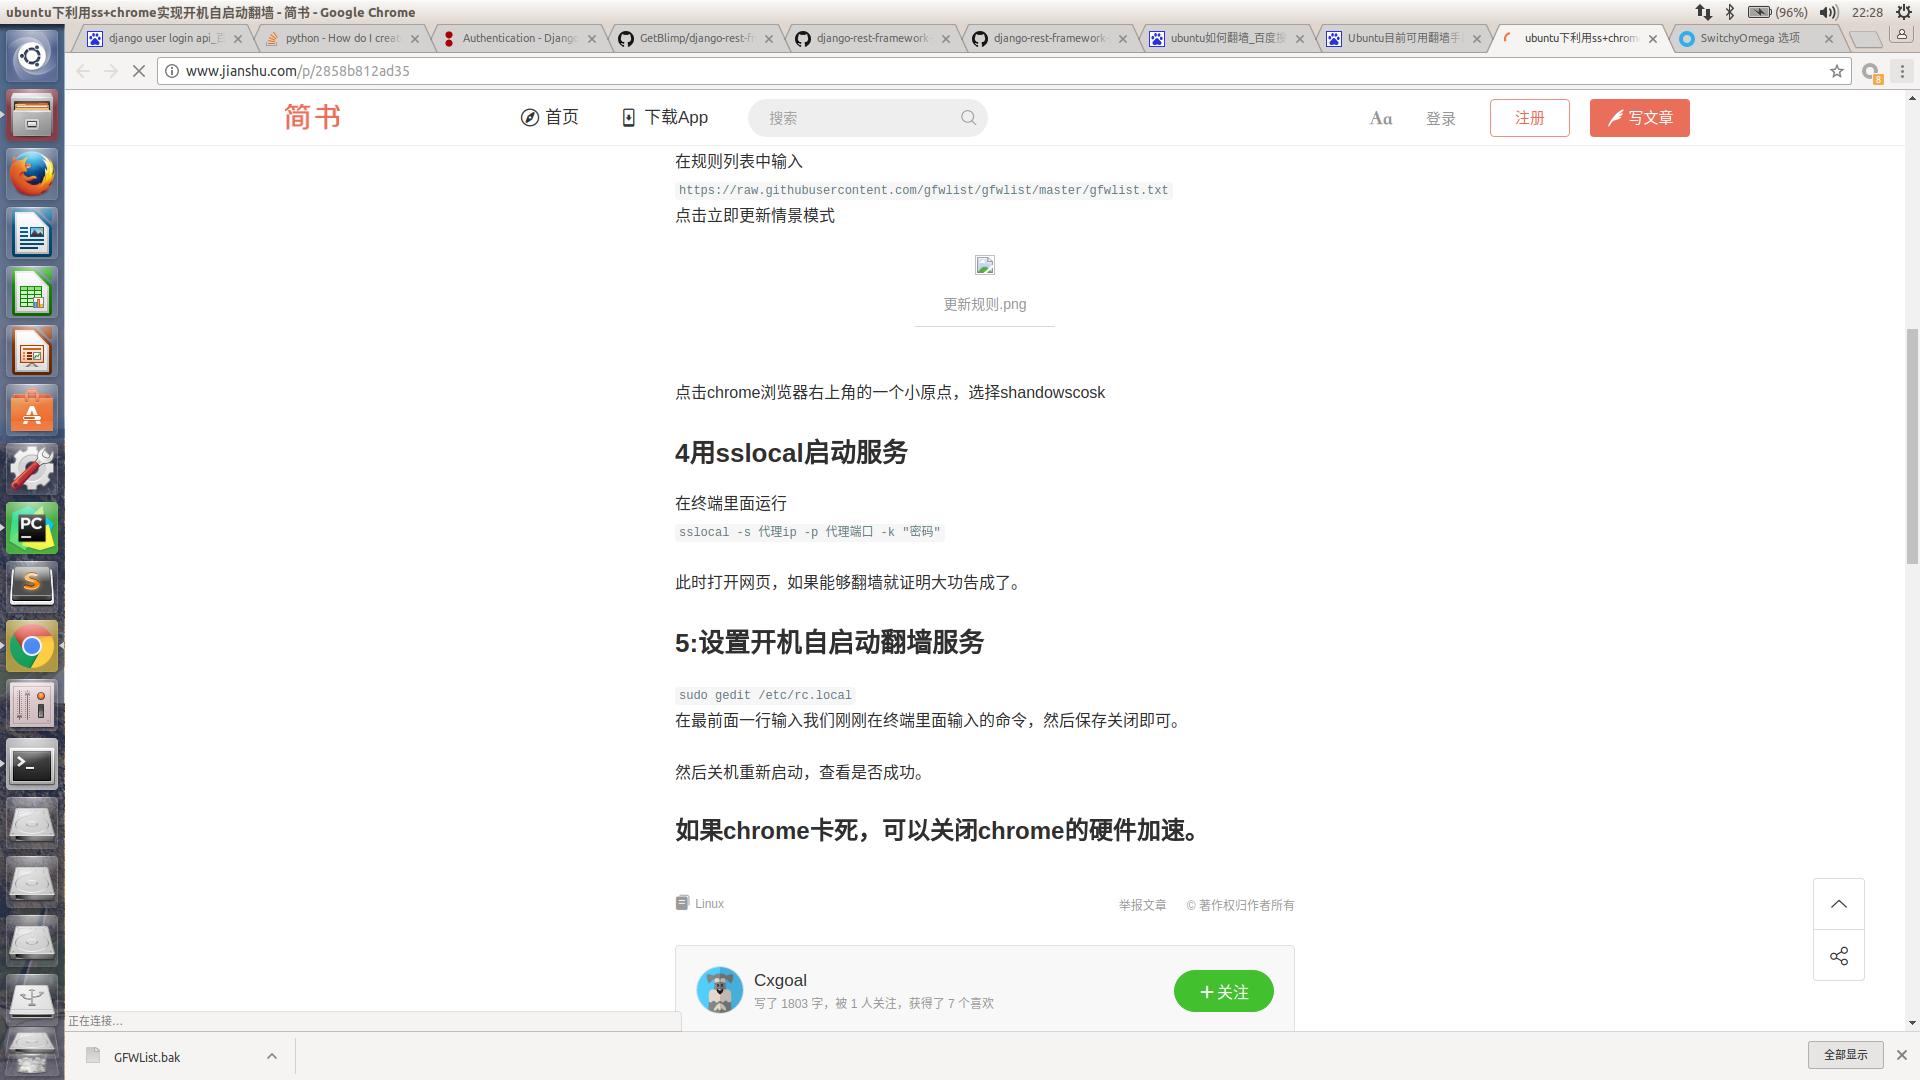 ubuntu下利用ss+chrome实现开机自启动翻墙 - 简书 - Google Chrome
(96%)
22:28
django user login api_百
python - How do I creat
Authentication - Djang
GetBlimp/django-rest-fr
django-rest-framework
django-rest-framework
ubuntu如何翻墙_百度搜
Ubuntu目前可用翻墙手
ubuntu下利用ss+chrom
SwitchyOmega 选项
www.jianshu.com/p/2858b812ad35
8
简书
首页
下载App
搜索
Aa
登录
注册
写文章
在规则列表中输入
https://raw.githubusercontent.com/gfwlist/gfwlist/master/gfwlist.txt
点击立即更新情景模式
更新规则.png
点击chrome浏览器右上角的一个小原点，选择shandowscosk
4用sslocal启动服务
在终端里面运行
sslocal -s 代理ip -p 代理端口 -k "密码"
此时打开网页，如果能够翻墙就证明大功告成了。
5:设置开机自启动翻墙服务
sudo gedit /etc/rc.local
在最前面一行输入我们刚刚在终端里面输入的命令，然后保存关闭即可。
然后关机重新启动，查看是否成功。
如果chrome卡死，可以关闭chrome的硬件加速。
Linux
举报文章
© 著作权归作者所有
Cxgoal
写了 1803 字，被 1 人关注，获得了 7 个喜欢
＋关注
正在连接...
GFWList.bak
全部显示